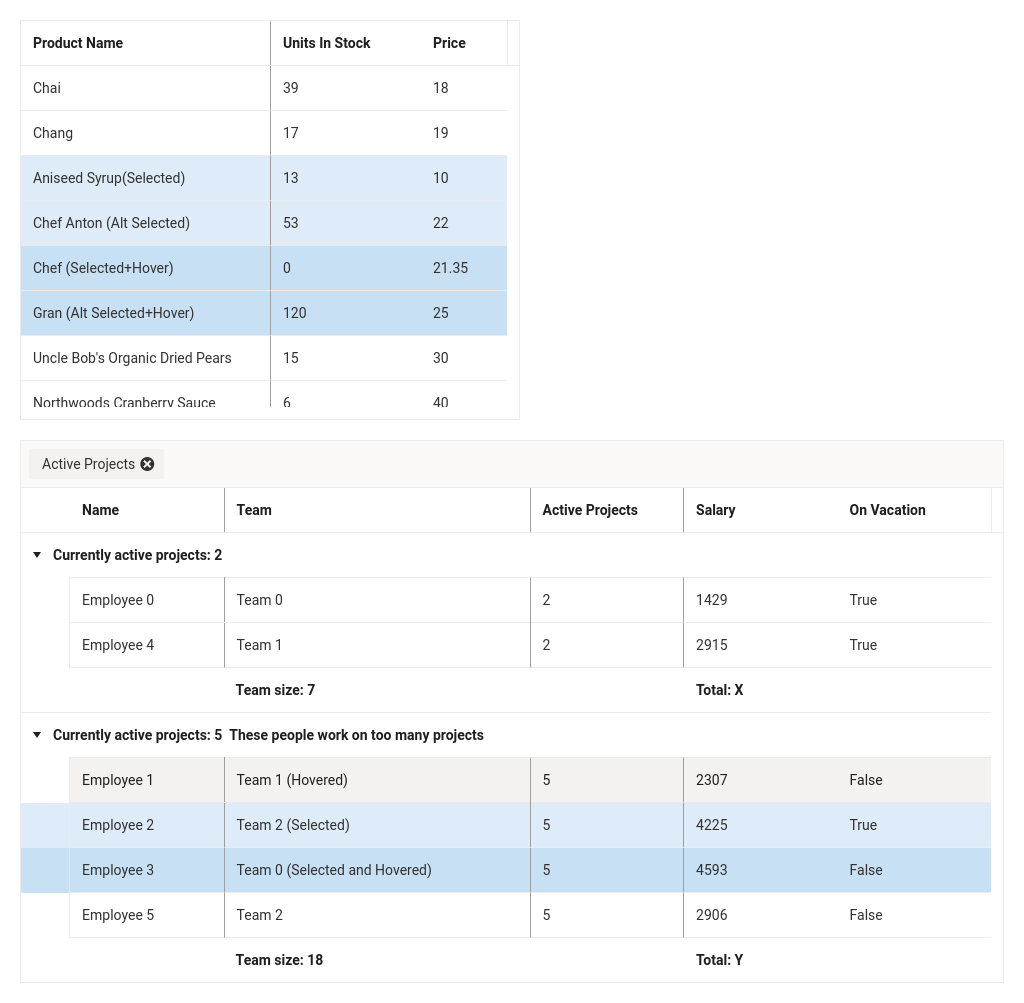 Product Name Units In Stock Price
Chai 39 18
Chang 17 19
Aniseed Syrup(Selected) 13 10
Chef Anton (Alt Selected) 53 22
Chef (Selected+Hover) 0 21.35
Gran (Alt Selected+Hover) 120 25
Uncle Bob's Organic Dried Pears 15 30
Northwoods Cranberry Sauce 6 40
Active Projects
Name Team Active Projects Salary On Vacation
Currently active projects: 2
Employee 0 Team 0 2 1429 True
Employee 4 Team 1 2 2915 True
Team size: 7 Total: X
Currently active projects: 5 These people work on too many projects
Employee 1 Team 1 (Hovered) 5 2307 False
Employee 2 Team 2 (Selected) 5 4225 True
Employee 3 Team 0 (Selected and Hovered) 5 4593 False
Employee 5 Team 2 5 2906 False
Team size: 18 Total: Y